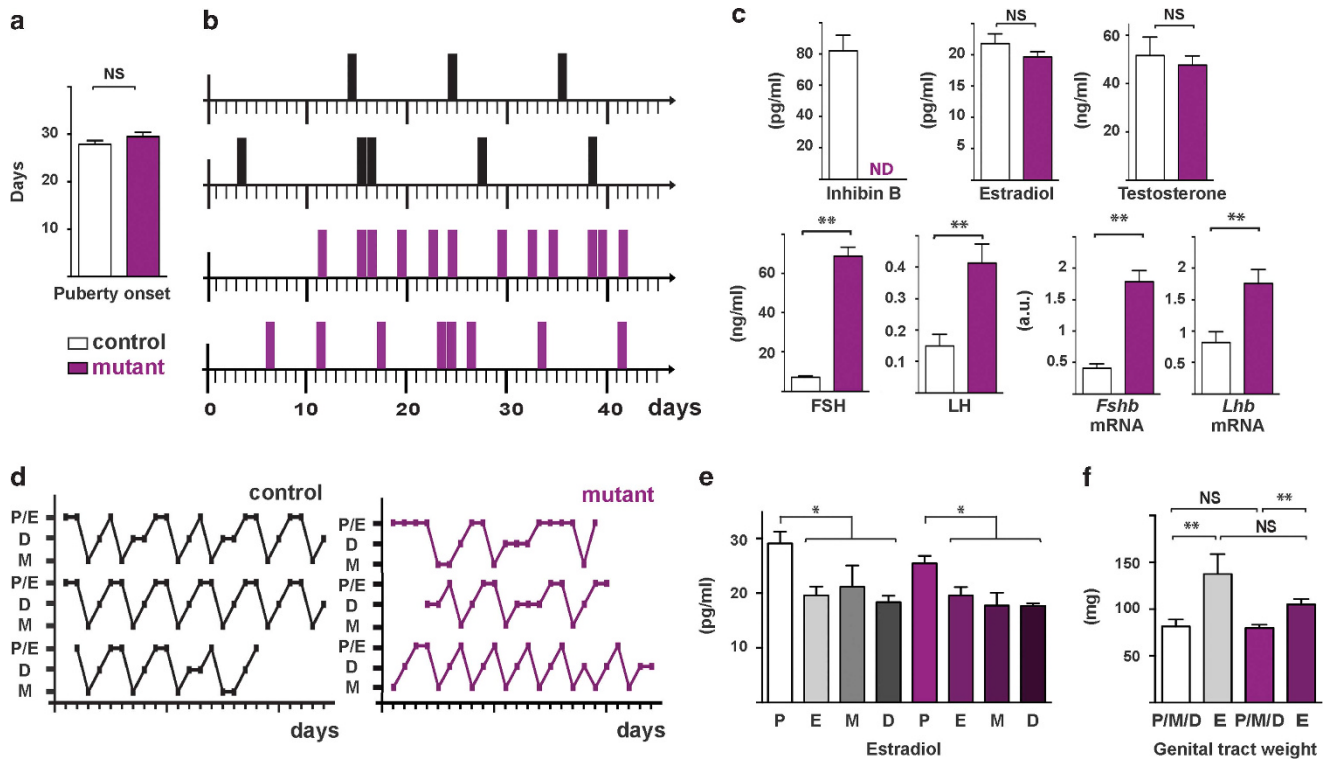 a
NS
Days
30
20
10
Puberty onset
control
mutant
b
0 10 20 30 40 days
c
(pg/ml)
80
60
40
20
ND
Inhibin B
NS
(pg/ml)
20
15
10
5
Estradiol
NS
(ng/ml)
60
40
20
Testosterone
**
(ng/ml)
60
20
FSH
**
0.4
0.3
0.2
0.1
LH
**
(a.u.)
2
1.5
1
0.5
Fshb
mRNA
**
2
1.5
1
0.5
Lhb
mRNA
d
control
P/E
D
M
P/E
D
M
P/E
D
M
days
mutant
P/E
D
M
P/E
D
M
P/E
D
M
days
e
* *
(pg/ml)
30
20
10
P E M D P E M D
Estradiol
f
NS **
** NS
(mg)
150
100
50
P/M/D E P/M/D E
Genital tract weight